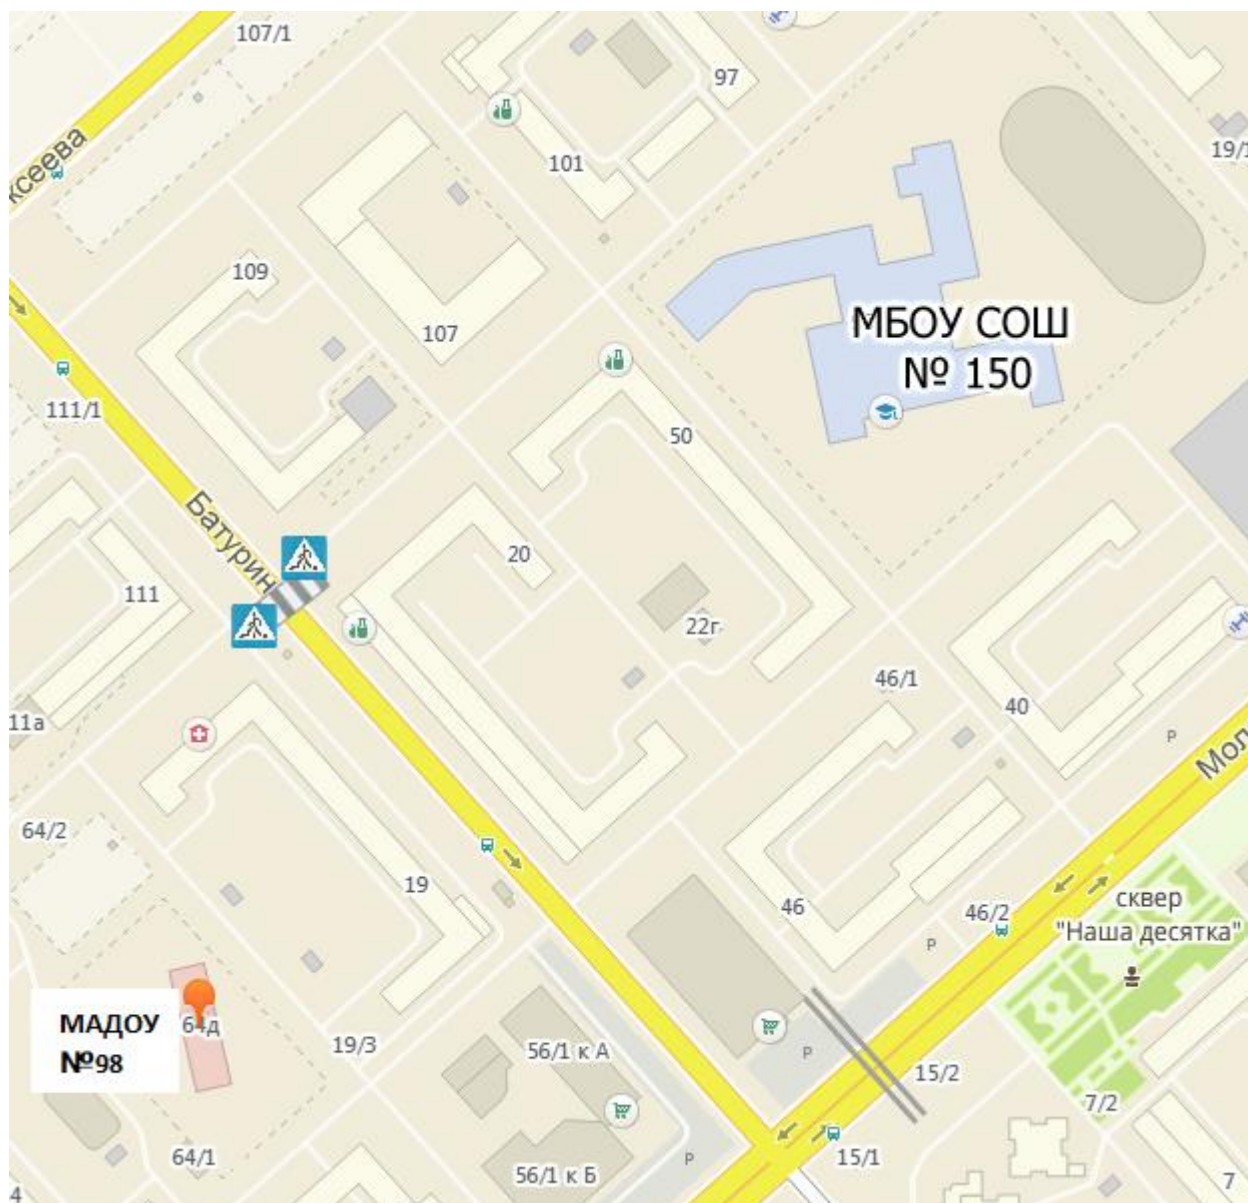 107/1
97
ксеева
101
19/1
109
107
МБОУ СОШ
№ 150
111/1
50
Батурин
20
111
22г
46/1
11а
40
Р
Мол
64/2
19
46
46/2
сквер
"Наша десятка"
Р
МАДОУ
№98
64д
19/3
56/1 к А
Р
15/2
7/2
64/1
56/1 к Б
Р
15/1
7
4